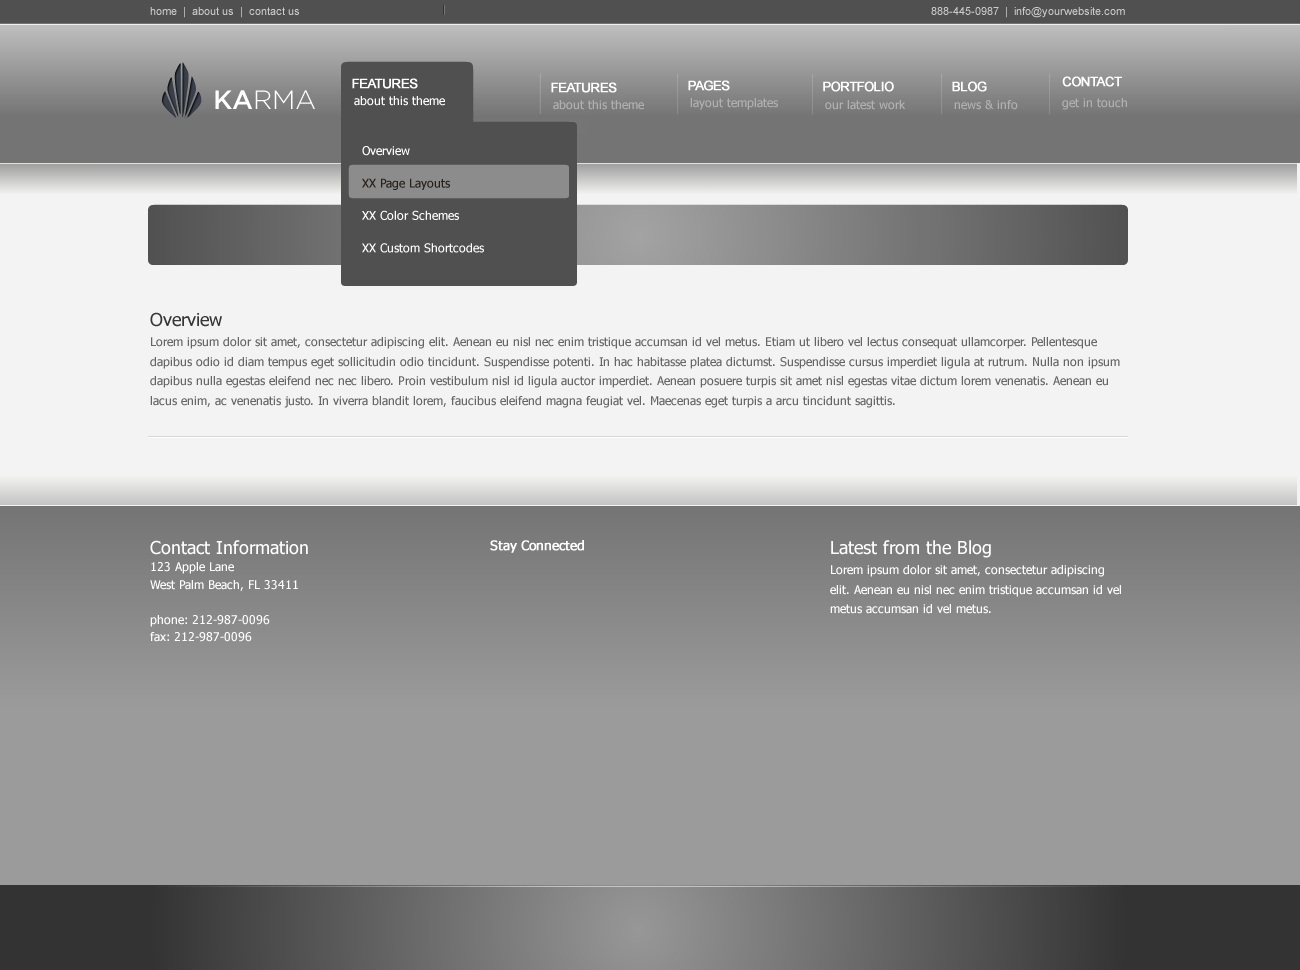 home | about us | contact us
888-445-0987 | info@yourwebsite.com
KARMA
FEATURES
about this theme
FEATURES
about this theme
PAGES
layout templates
PORTFOLIO
our latest work
BLOG
news & info
CONTACT
get in touch
Overview
XX Page Layouts
XX Color Schemes
XX Custom Shortcodes
Overview
Lorem ipsum dolor sit amet, consectetur adipiscing elit. Aenean eu nisl nec enim tristique accumsan id vel metus. Etiam ut libero vel lectus consequat ullamcorper. Pellentesque
dapibus odio id diam tempus eget sollicitudin odio tincidunt. Suspendisse potenti. In hac habitasse platea dictumst. Suspendisse cursus imperdiet ligula at rutrum. Nulla non ipsum
dapibus nulla egestas eleifend nec nec libero. Proin vestibulum nisl id ligula auctor imperdiet. Aenean posuere turpis sit amet nisl egestas vitae dictum lorem venenatis. Aenean eu
lacus enim, ac venenatis justo. In viverra blandit lorem, faucibus eleifend magna feugiat vel. Maecenas eget turpis a arcu tincidunt sagittis.
Contact Information
123 Apple Lane
West Palm Beach, FL 33411
phone: 212-987-0096
fax: 212-987-0096
Stay Connected
Latest from the Blog
Lorem ipsum dolor sit amet, consectetur adipiscing
elit. Aenean eu nisl nec enim tristique accumsan id vel
metus accumsan id vel metus.